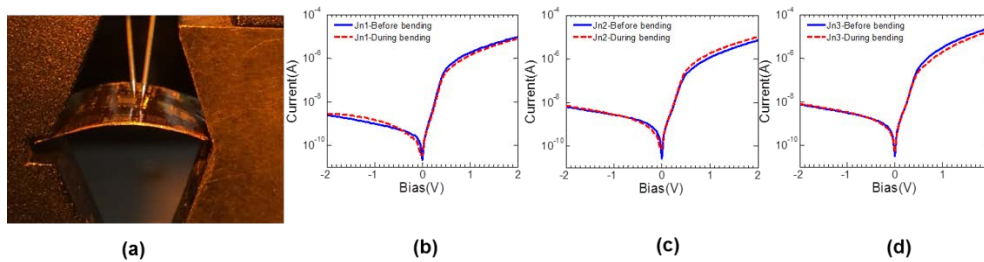 Jn1-Before bending
Jn1-During bending
Current(A)
10⁻⁴
10⁻⁶
10⁻⁸
10⁻¹⁰
-2 -1 0 1 2
Bias(V)
Jn2-Before bending
Jn2-During bending
Current(A)
10⁻⁴
10⁻⁶
10⁻⁸
10⁻¹⁰
-2 -1 0 1 2
Bias(V)
Jn3-Before bending
Jn3-During bending
Current(A)
10⁻⁴
10⁻⁶
10⁻⁸
10⁻¹⁰
-2 -1 0 1
Bias(V)
(a) (b) (c) (d)